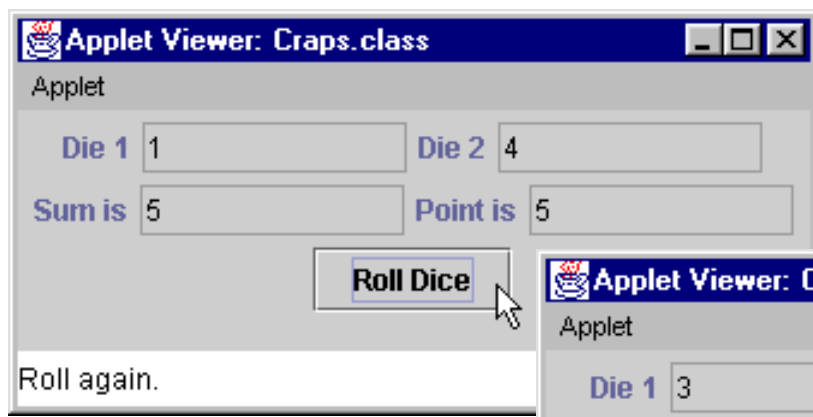 Applet Viewer: Craps.class
Applet
Die 1 1 Die 2 4
Sum is 5 Point is 5
Roll Dice
Roll again.
Applet Viewer:
Applet
Die 1 3